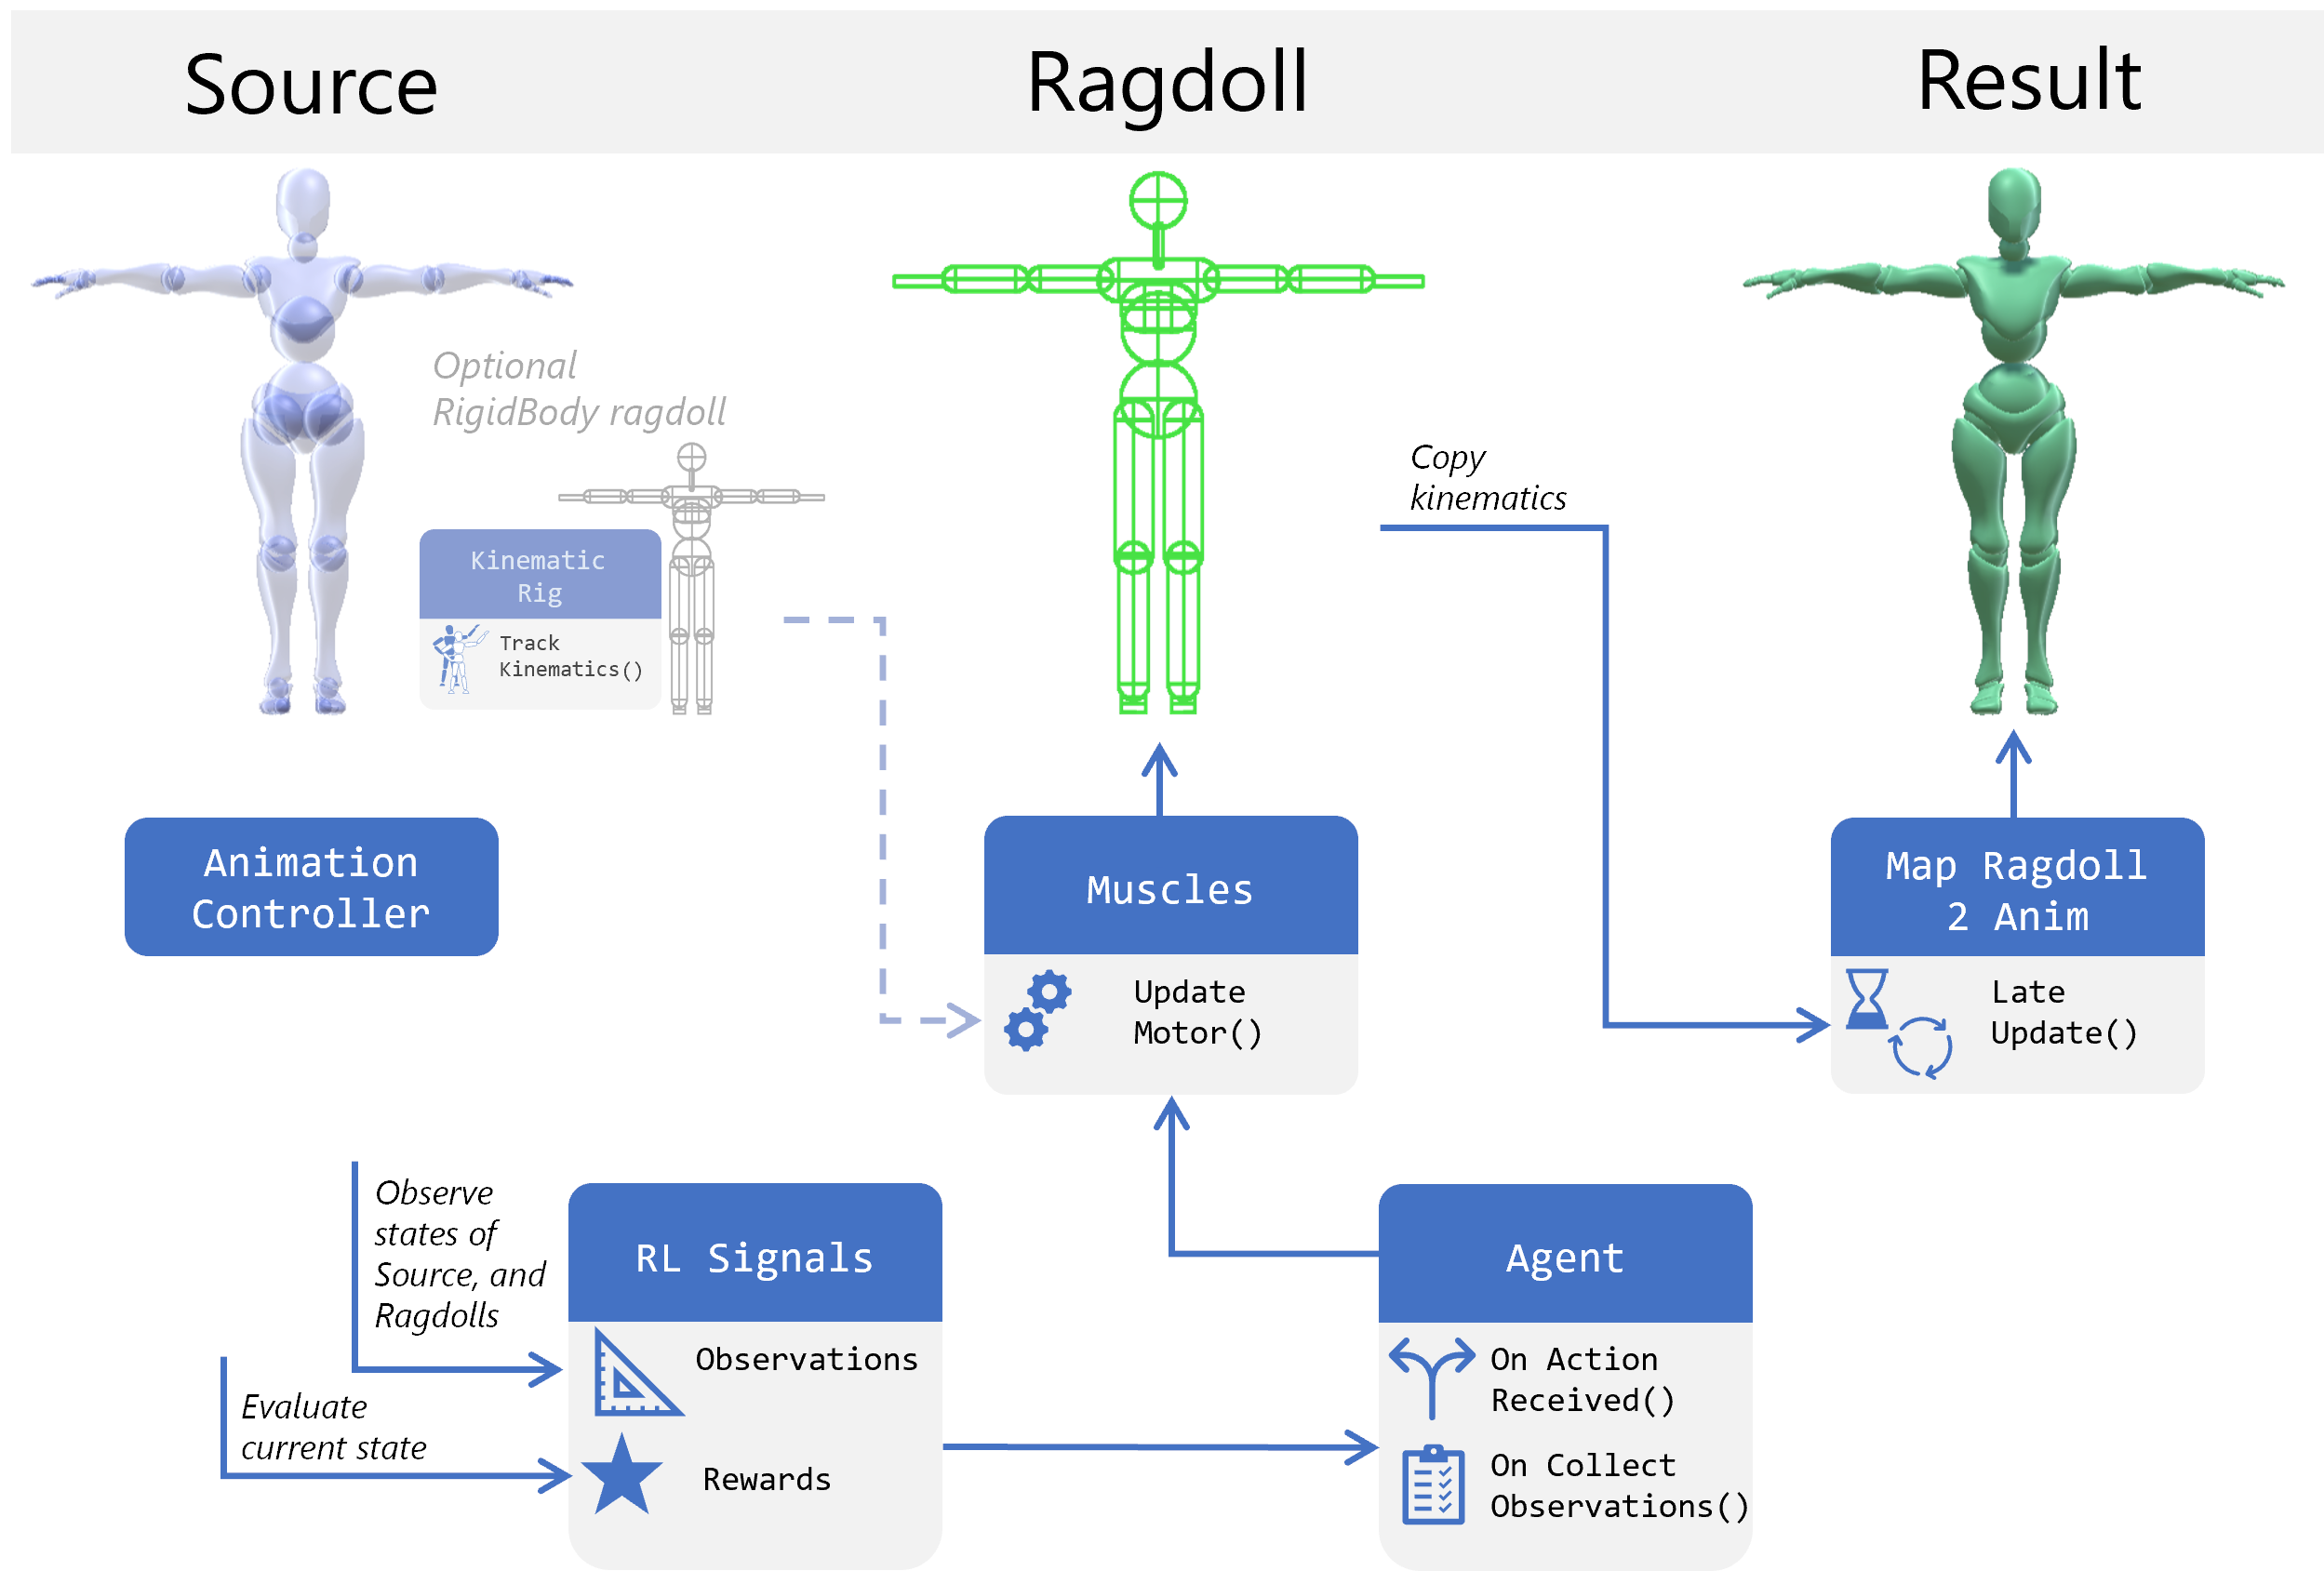 Source
Ragdoll
Result
Optional
RigidBody ragdoll
Kinematic
Rig
Track
Kinematics()
Copy
kinematics
Animation
Controller
Muscles
Update
Motor()
Map Ragdoll
2 Anim
Late
Update()
Observe
states of
Source, and
Ragdolls
Evaluate
current state
RL Signals
Observations
Rewards
Agent
On Action
Received()
On Collect
Observations()